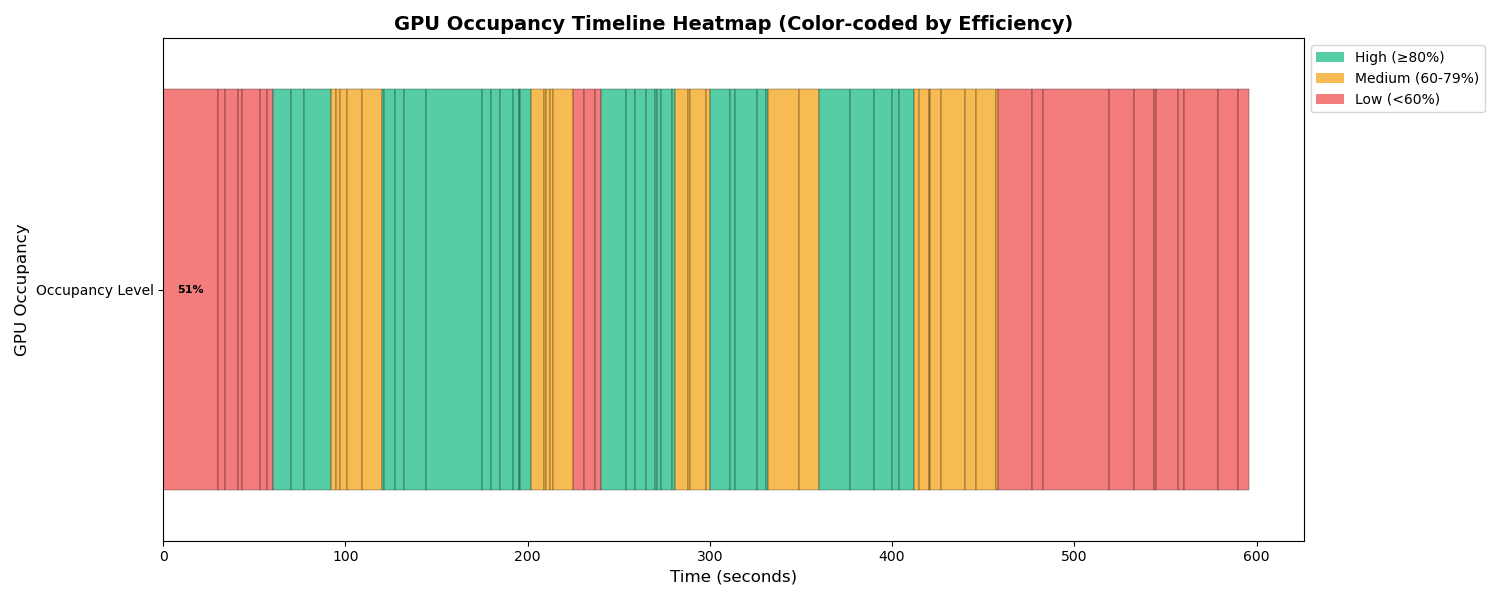 GPU Occupancy Timeline Heatmap (Color-coded by Efficiency)
High (≥80%)
Medium (60-79%)
Low (<60%)
GPU Occupancy
Occupancy Level
51%
0 100 200 300 400 500 600
Time (seconds)